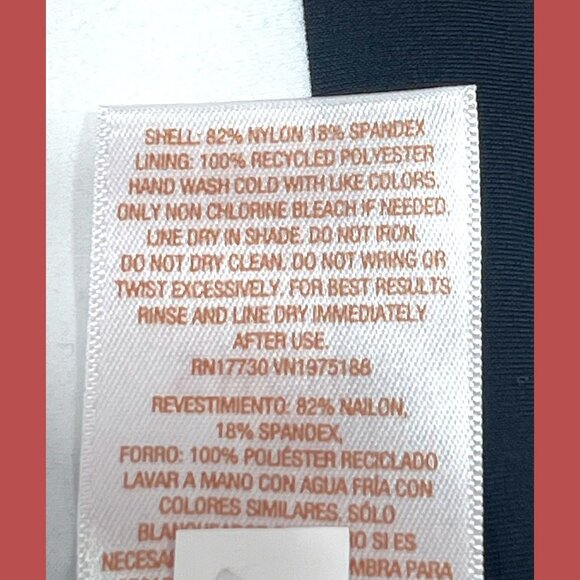 SHELL: 82% NYLON 18% SPANDEX
LINING: 100% RECYCLED POLYESTER
HAND WASH COLD WITH LIKE COLORS.
ONLY NON CHLORINE BLEACH IF NEEDED.
LINE DRY IN SHADE. DO NOT IRON.
DO NOT DRY CLEAN. DO NOT WRING OR
TWIST EXCESSIVELY. FOR BEST RESULTS
RINSE AND LINE DRY IMMEDIATELY
AFTER USE.
RN17730 VN1975188
REVESTIMIENTO: 82% NAILON,
18% SPANDEX,
FORRO: 100% POLIÉSTER RECICLADO
LAVAR A MANO CON AGUA FRÍA CON
COLORES SIMILARES, SÓLO
SI ES
PARA